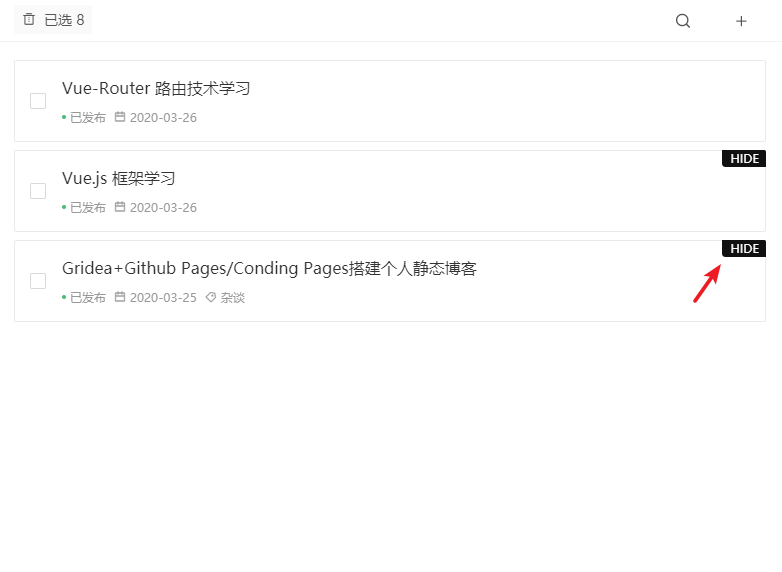 已选 8
Vue-Router 路由技术学习
已发布 2020-03-26
HIDE
Vue.js 框架学习
已发布 2020-03-26
HIDE
Gridea+Github Pages/Conding Pages搭建个人静态博客
已发布 2020-03-25 杂谈